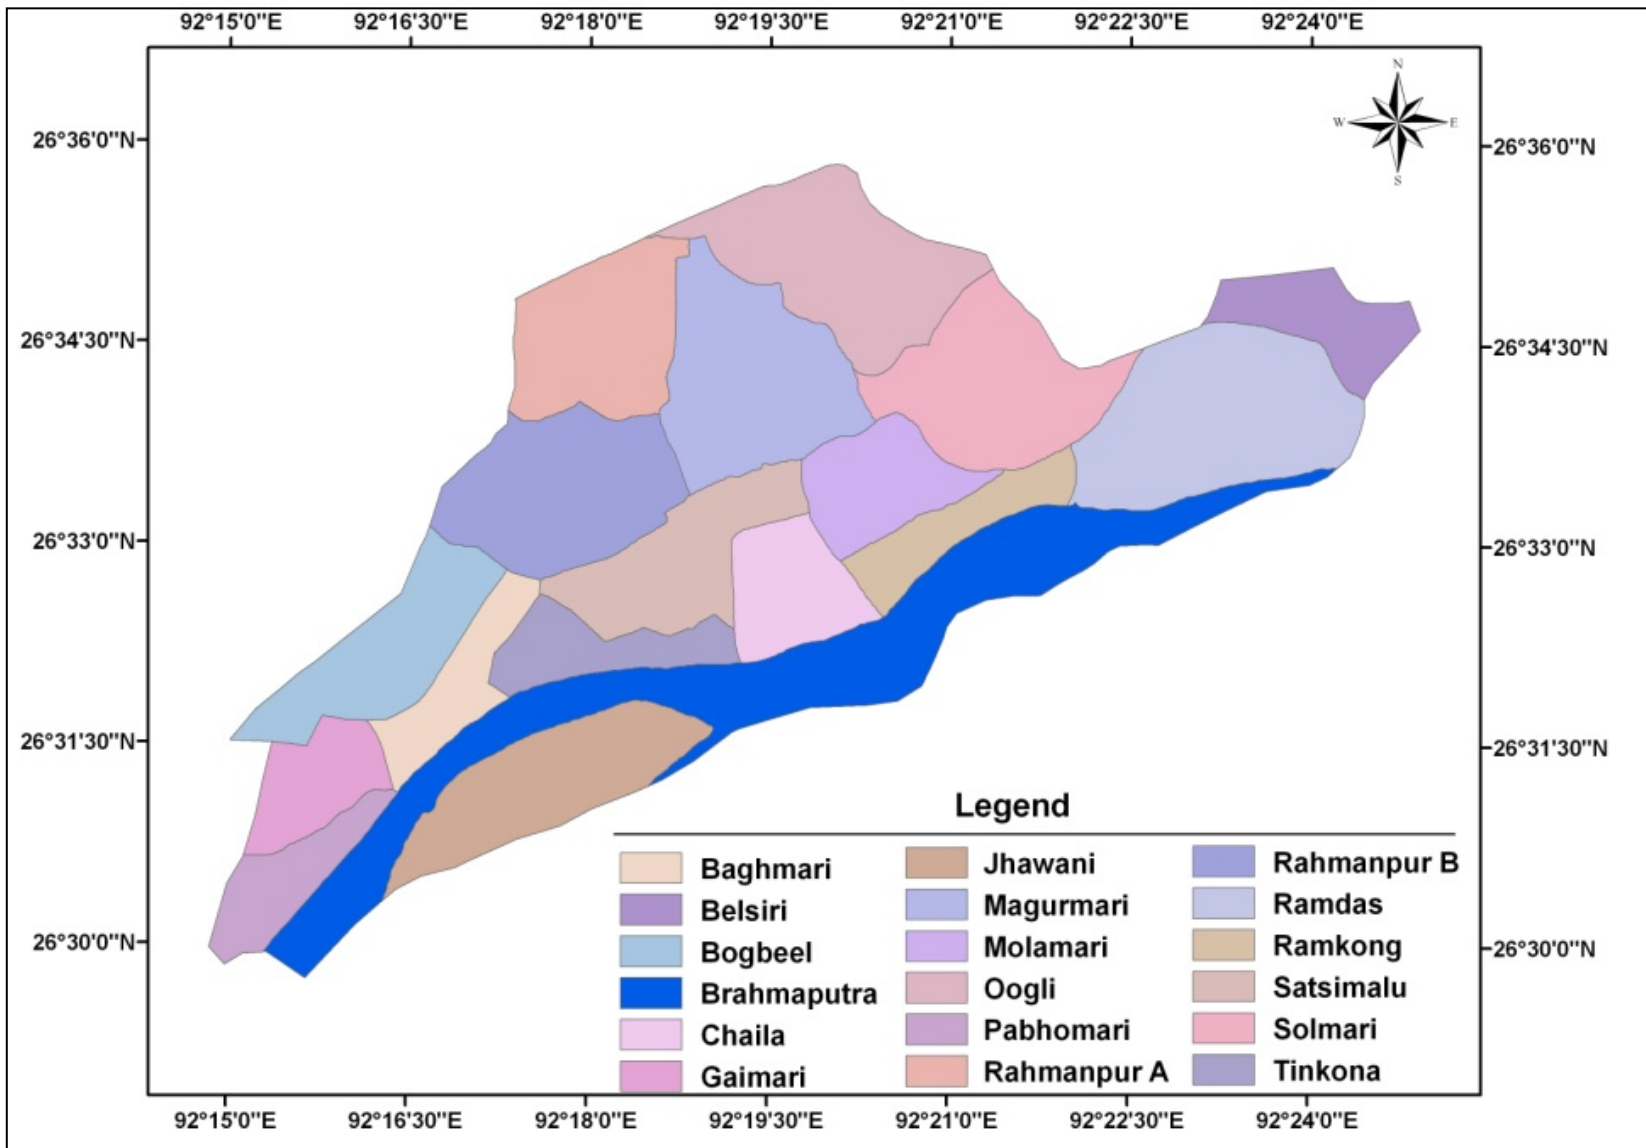 92°15'0"E 92°16'30"E 92°18'0"E 92°19'30"E 92°21'0"E 92°22'30"E 92°24'0"E
N
W E
S
26°36'0"N 26°36'0"N
26°34'30"N 26°34'30"N
26°33'0"N 26°33'0"N
26°31'30"N 26°31'30"N
26°30'0"N 26°30'0"N
Legend
Baghmari
Belsiri
Bogbeel
Brahmaputra
Chaila
Gaimari
Jhawani
Magurmari
Molamari
Oogli
Pabhomari
Rahmanpur A
Rahmanpur B
Ramdas
Ramkong
Satsimalu
Solmari
Tinkona
92°15'0"E 92°16'30"E 92°18'0"E 92°19'30"E 92°21'0"E 92°22'30"E 92°24'0"E